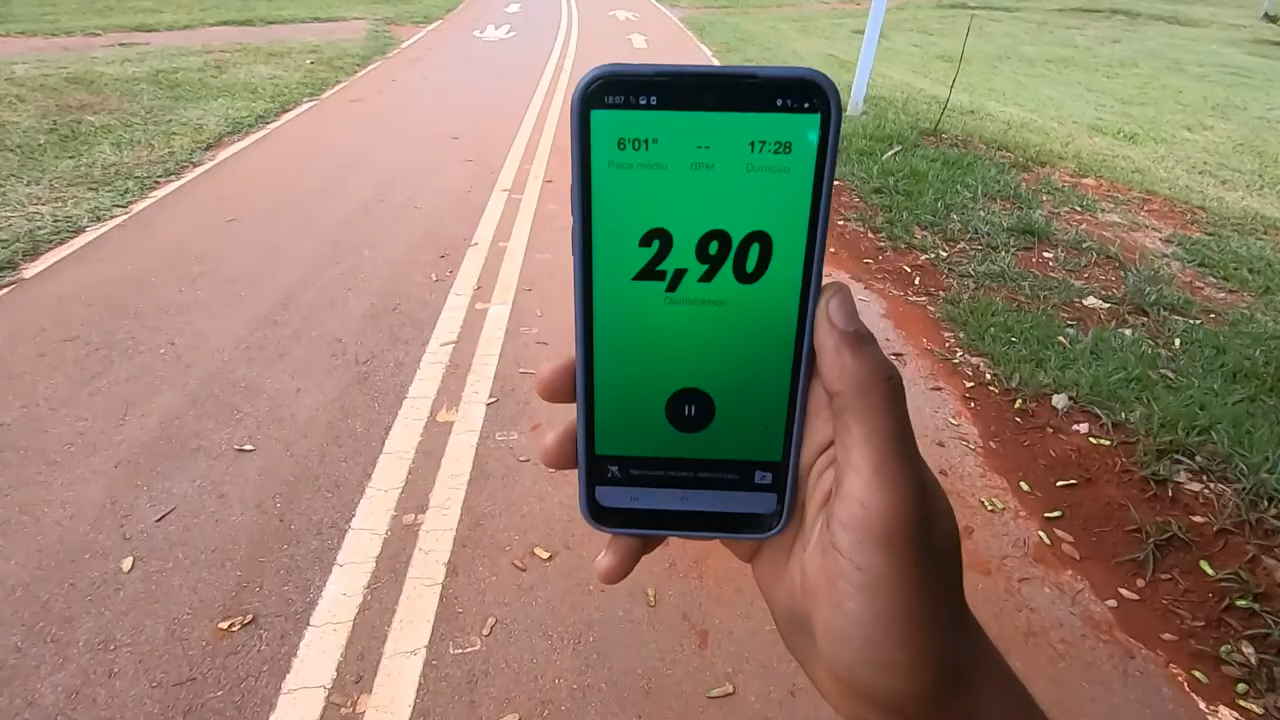 18:07
6'01" -- 17:28
Pace médio BPM Duração
2,90
Quilômetros